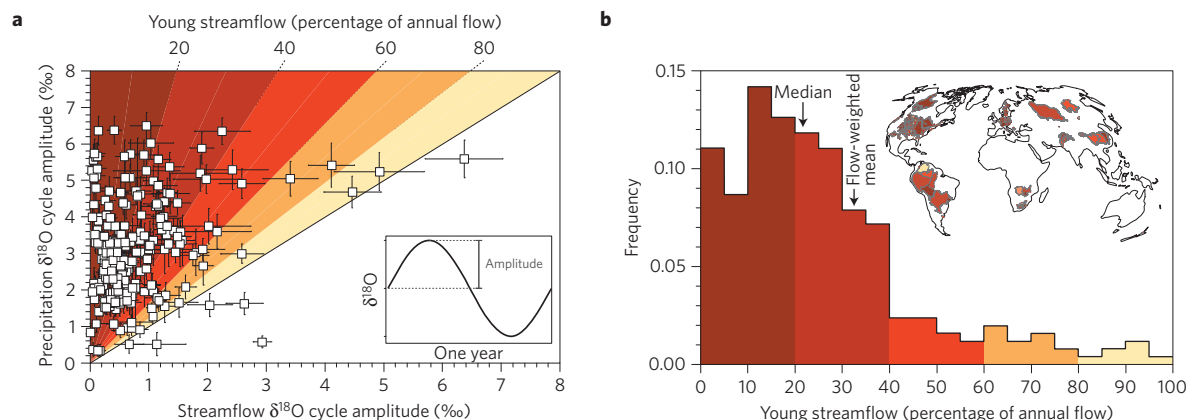 a
Young streamflow (percentage of annual flow)
20 40 60 80
Precipitation δ18O cycle amplitude (‰)
8
7
6
5
4
3
2
1
0
Amplitude
δ18O
One year
0 1 2 3 4 5 6 7 8
Streamflow δ18O cycle amplitude (‰)
b
Frequency
0.15
0.10
0.05
0.00
Median
Flow-weighted
mean
0 10 20 30 40 50 60 70 80 90 100
Young streamflow (percentage of annual flow)